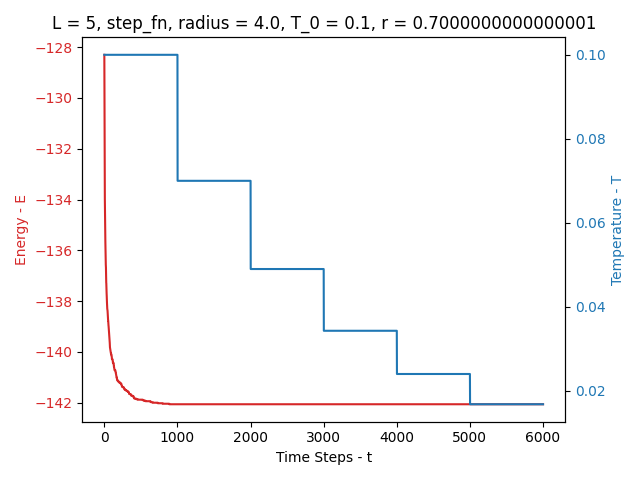 L = 5, step_fn, radius = 4.0, T_0 = 0.1, r = 0.7000000000000001
−128
−130
−132
−134
−136
−138
−140
−142
Energy - E
0.10
0.08
0.06
0.04
0.02
Temperature - T
0 1000 2000 3000 4000 5000 6000
Time Steps - t